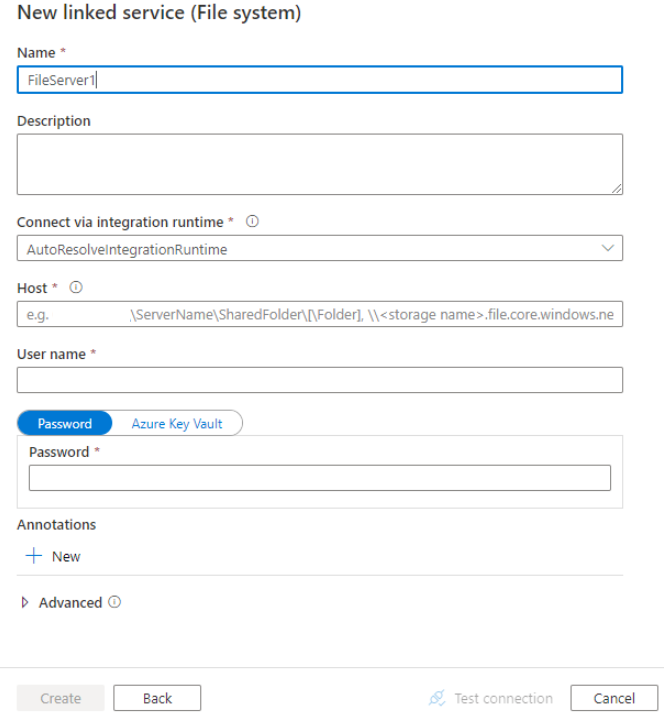 New linked service (File system)
Name *
FileServer1
Description
Connect via integration runtime *
AutoResolveIntegrationRuntime
Host *
e.g. \ServerName\SharedFolder\[\Folder], \\<storage name>.file.core.windows.ne
User name *
Password Azure Key Vault
Password *
Annotations
New
Advanced
Create Back Test connection Cancel